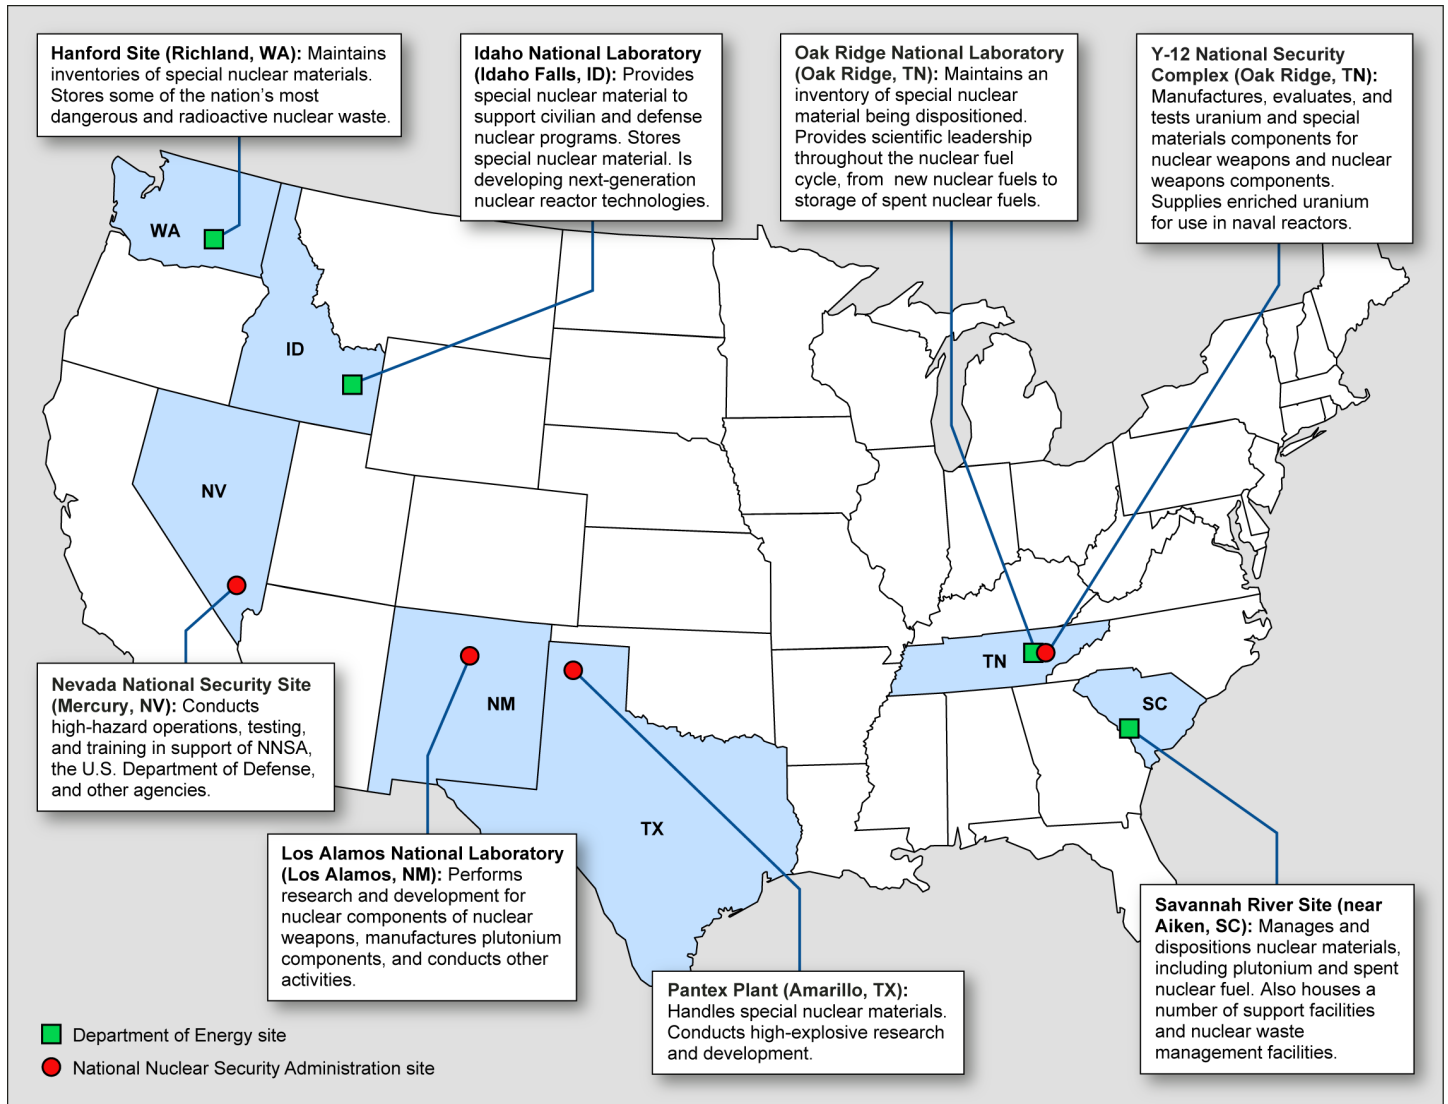 Hanford Site (Richland, WA): Maintains
inventories of special nuclear materials.
Stores some of the nation’s most
dangerous and radioactive nuclear waste.
Idaho National Laboratory
(Idaho Falls, ID): Provides
special nuclear material to
support civilian and defense
nuclear programs. Stores
special nuclear material. Is
developing next-generation
nuclear reactor technologies.
Oak Ridge National Laboratory
(Oak Ridge, TN): Maintains an
inventory of special nuclear
material being dispositioned.
Provides scientific leadership
throughout the nuclear fuel
cycle, from new nuclear fuels to
storage of spent nuclear fuels.
Y-12 National Security
Complex (Oak Ridge, TN):
Manufactures, evaluates, and
tests uranium and special
materials components for
nuclear weapons and nuclear
weapons components.
Supplies enriched uranium
for use in naval reactors.
WA
ID
NV
NM
TX
TN
SC
Nevada National Security Site
(Mercury, NV): Conducts
high-hazard operations, testing,
and training in support of NNSA,
the U.S. Department of Defense,
and other agencies.
Los Alamos National Laboratory
(Los Alamos, NM): Performs
research and development for
nuclear components of nuclear
weapons, manufactures plutonium
components, and conducts other
activities.
Pantex Plant (Amarillo, TX):
Handles special nuclear materials.
Conducts high-explosive research
and development.
Savannah River Site (near
Aiken, SC): Manages and
dispositions nuclear materials,
including plutonium and spent
nuclear fuel. Also houses a
number of support facilities
and nuclear waste
management facilities.
Department of Energy site
National Nuclear Security Administration site